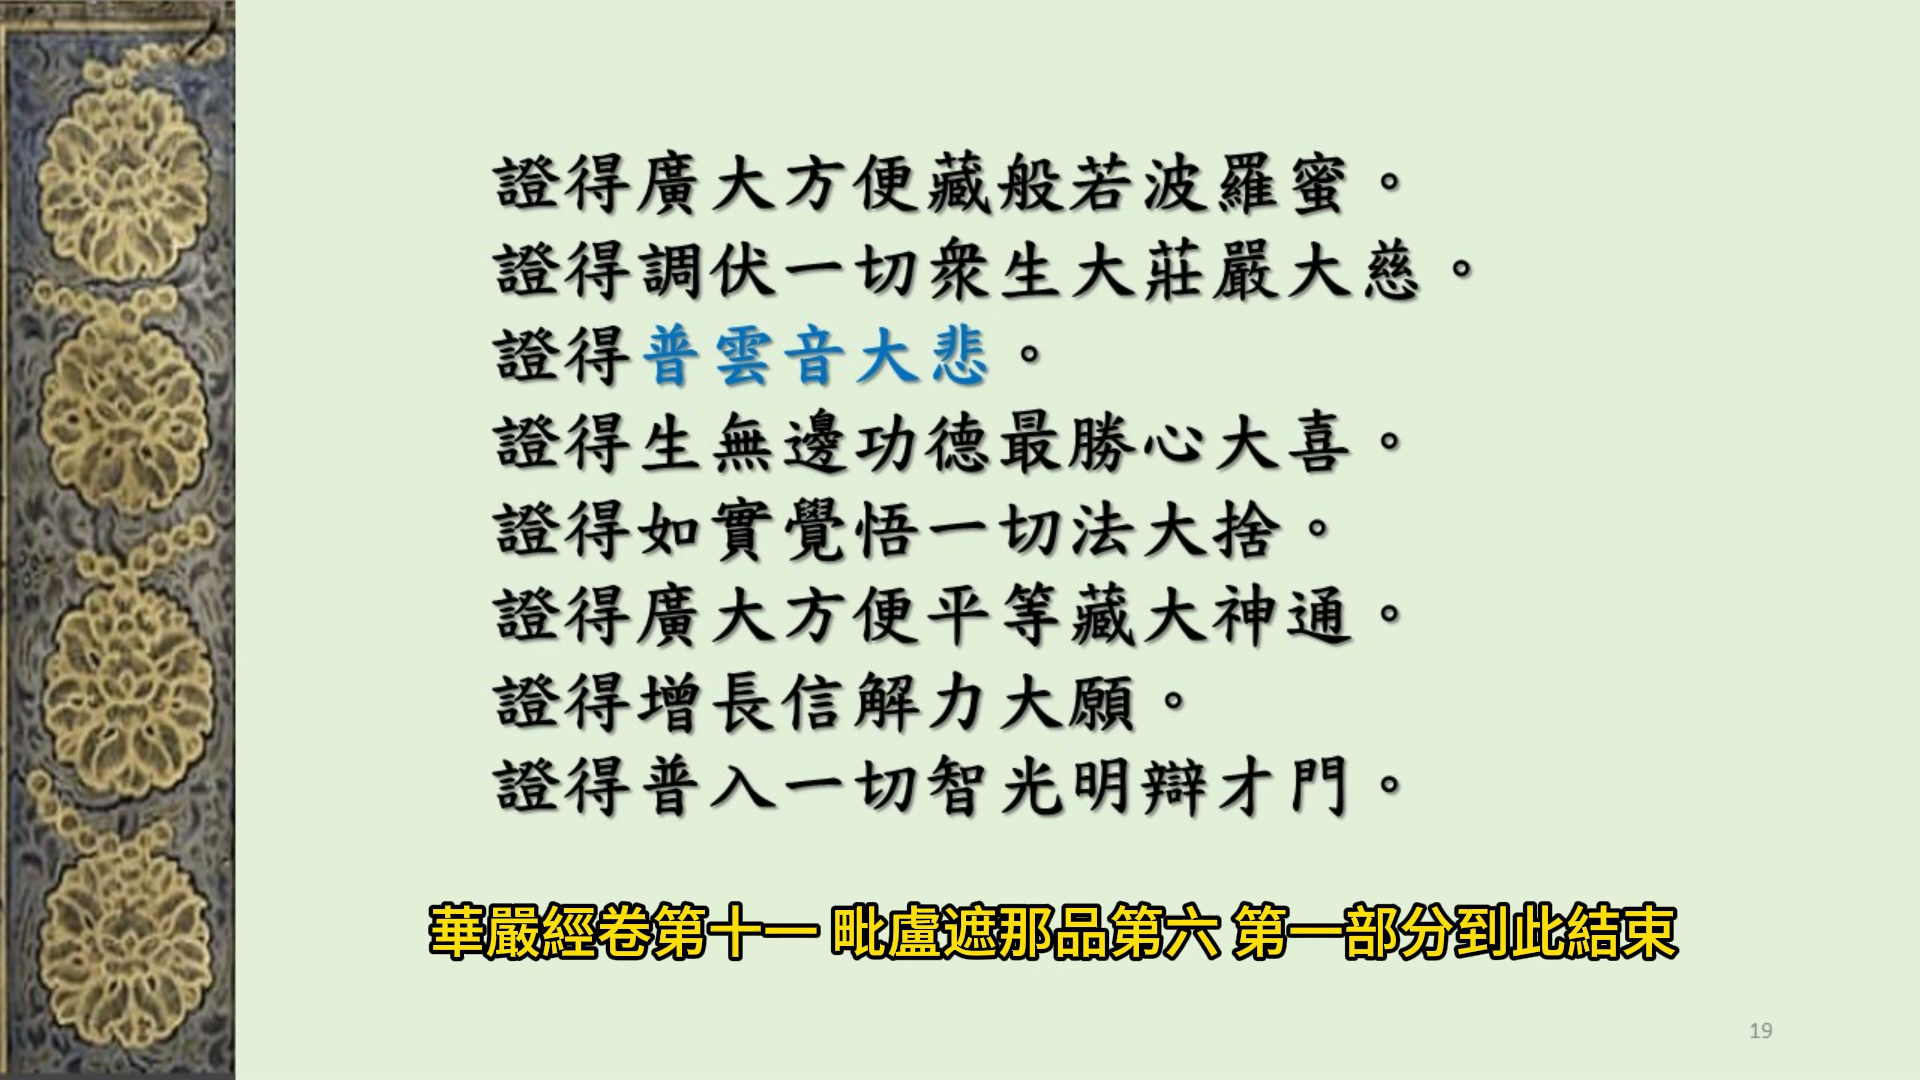 證得廣大方便藏般若波羅蜜。
證得調伏一切衆生大莊嚴大慈。
證得普雲音大悲。
證得生無邊功德最勝心大喜。
證得如實覺悟一切法大捨。
證得廣大方便平等藏大神通。
證得增長信解力大願。
證得普入一切智光明辯才門。
華嚴經卷第十一 毗盧遮那品第六 第一部分到此結束
19